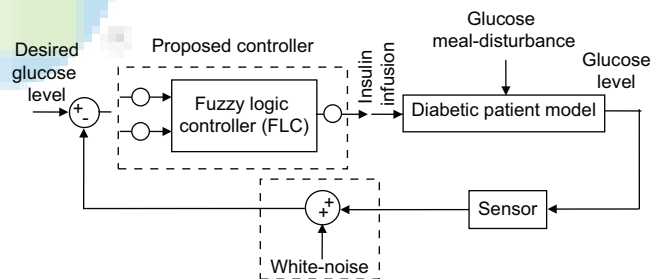 Desired
glucose
level
+
-
Proposed controller
Fuzzy logic
controller (FLC)
Insulin
infusion
Glucose
meal-disturbance
Diabetic patient model
Glucose
level
Sensor
+
+
White-noise